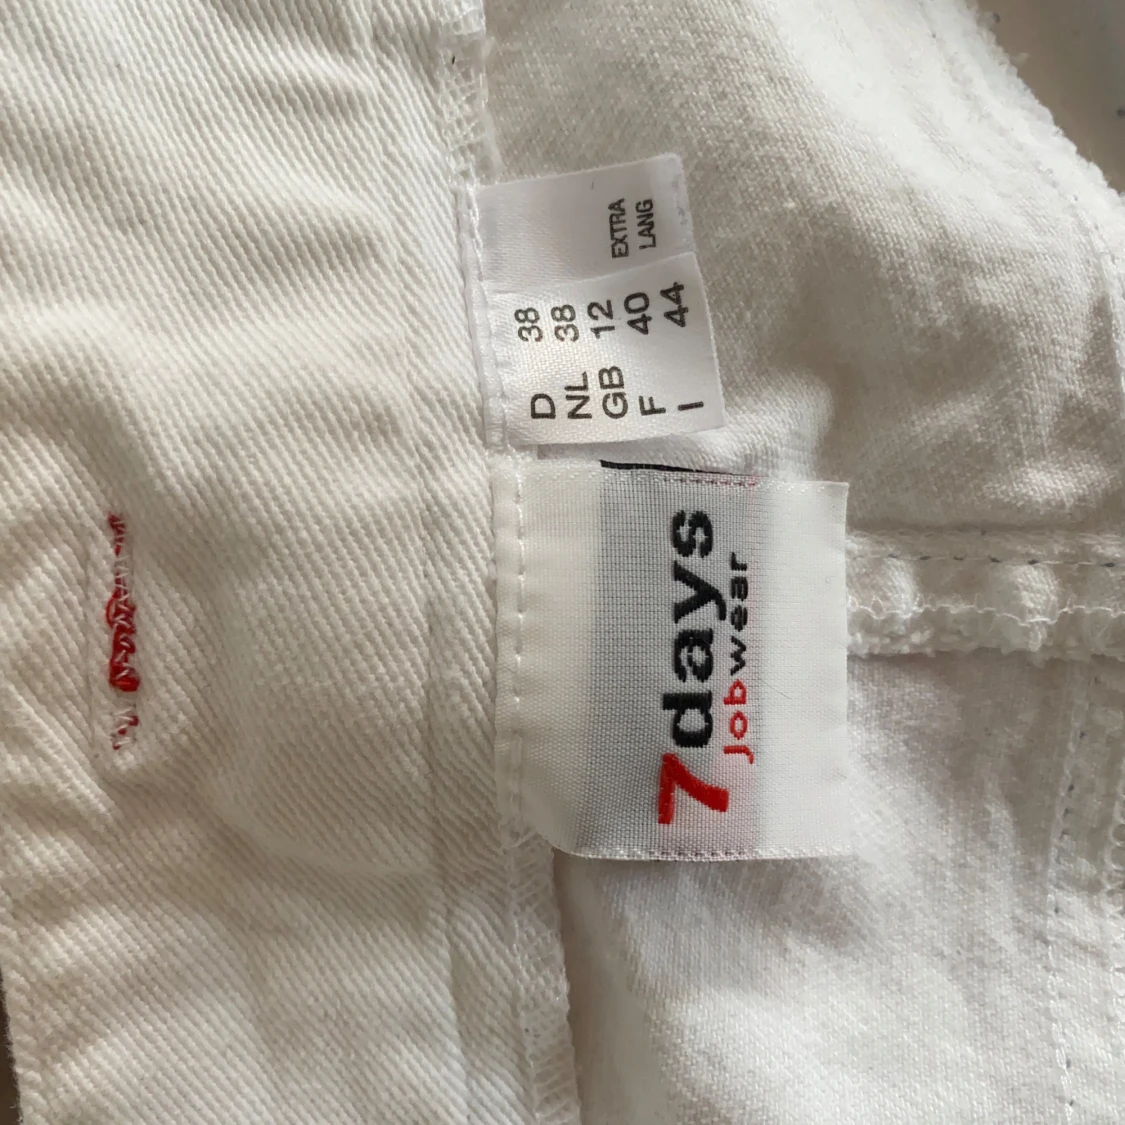 EXTRA
LANG
D 38
NL 38
GB 12
F 40
I 44
7days
jobwear